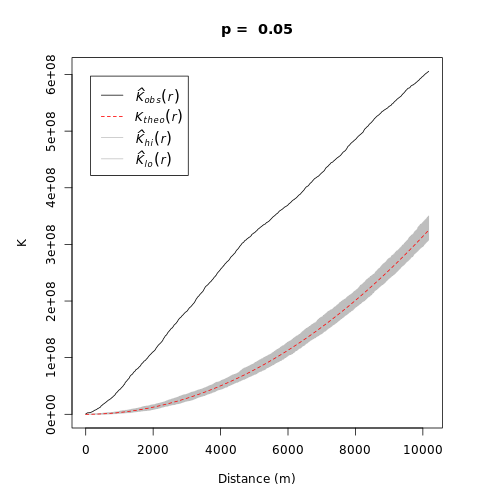 p = 0.05
K̂obs(r)
Ktheo(r)
K̂hi(r)
K̂lo(r)
K
6e+08
5e+08
4e+08
3e+08
2e+08
1e+08
0e+00
0 2000 4000 6000 8000 10000
Distance (m)